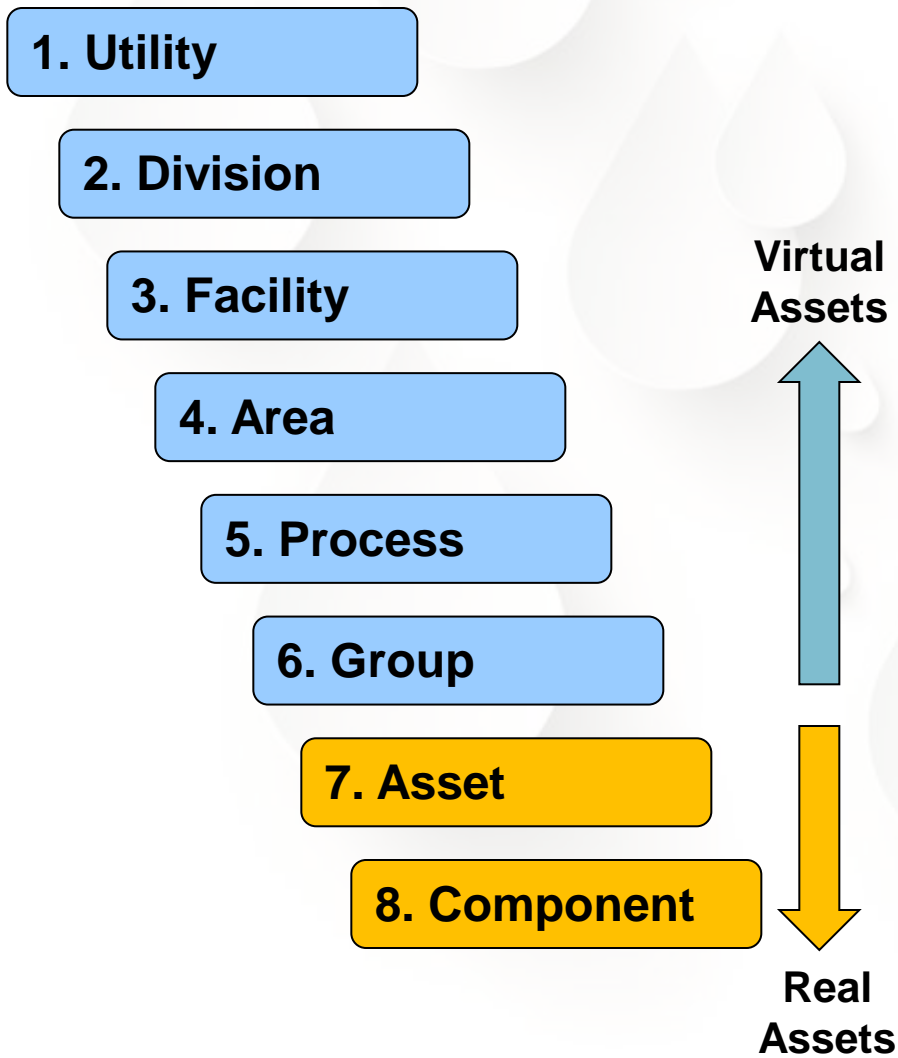 1. Utility
2. Division
3. Facility
Virtual
Assets
4. Area
5. Process
6. Group
7. Asset
8. Component
Real
Assets